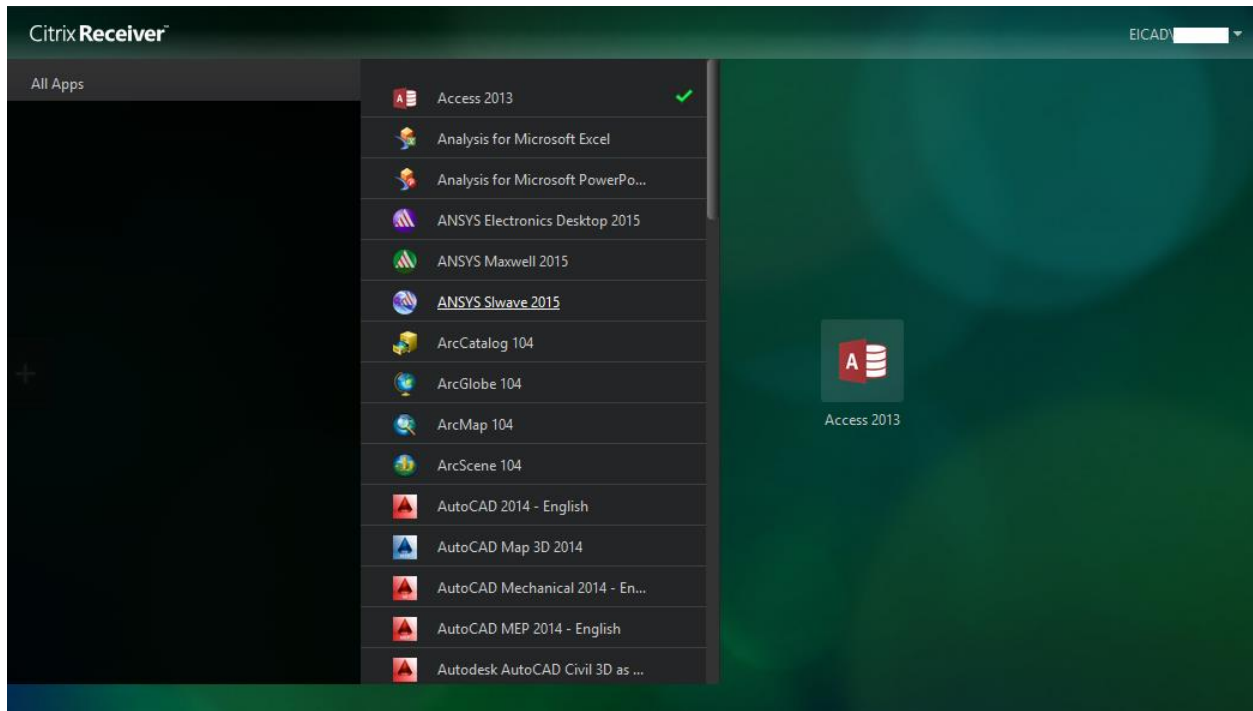 Citrix Receiver™
EICAD\
All Apps
Access 2013
Analysis for Microsoft Excel
Analysis for Microsoft PowerPo...
ANSYS Electronics Desktop 2015
ANSYS Maxwell 2015
ANSYS SIwave 2015
ArcCatalog 104
ArcGlobe 104
ArcMap 104
ArcScene 104
AutoCAD 2014 - English
AutoCAD Map 3D 2014
AutoCAD Mechanical 2014 - En...
AutoCAD MEP 2014 - English
Autodesk AutoCAD Civil 3D as ...
A
Access 2013